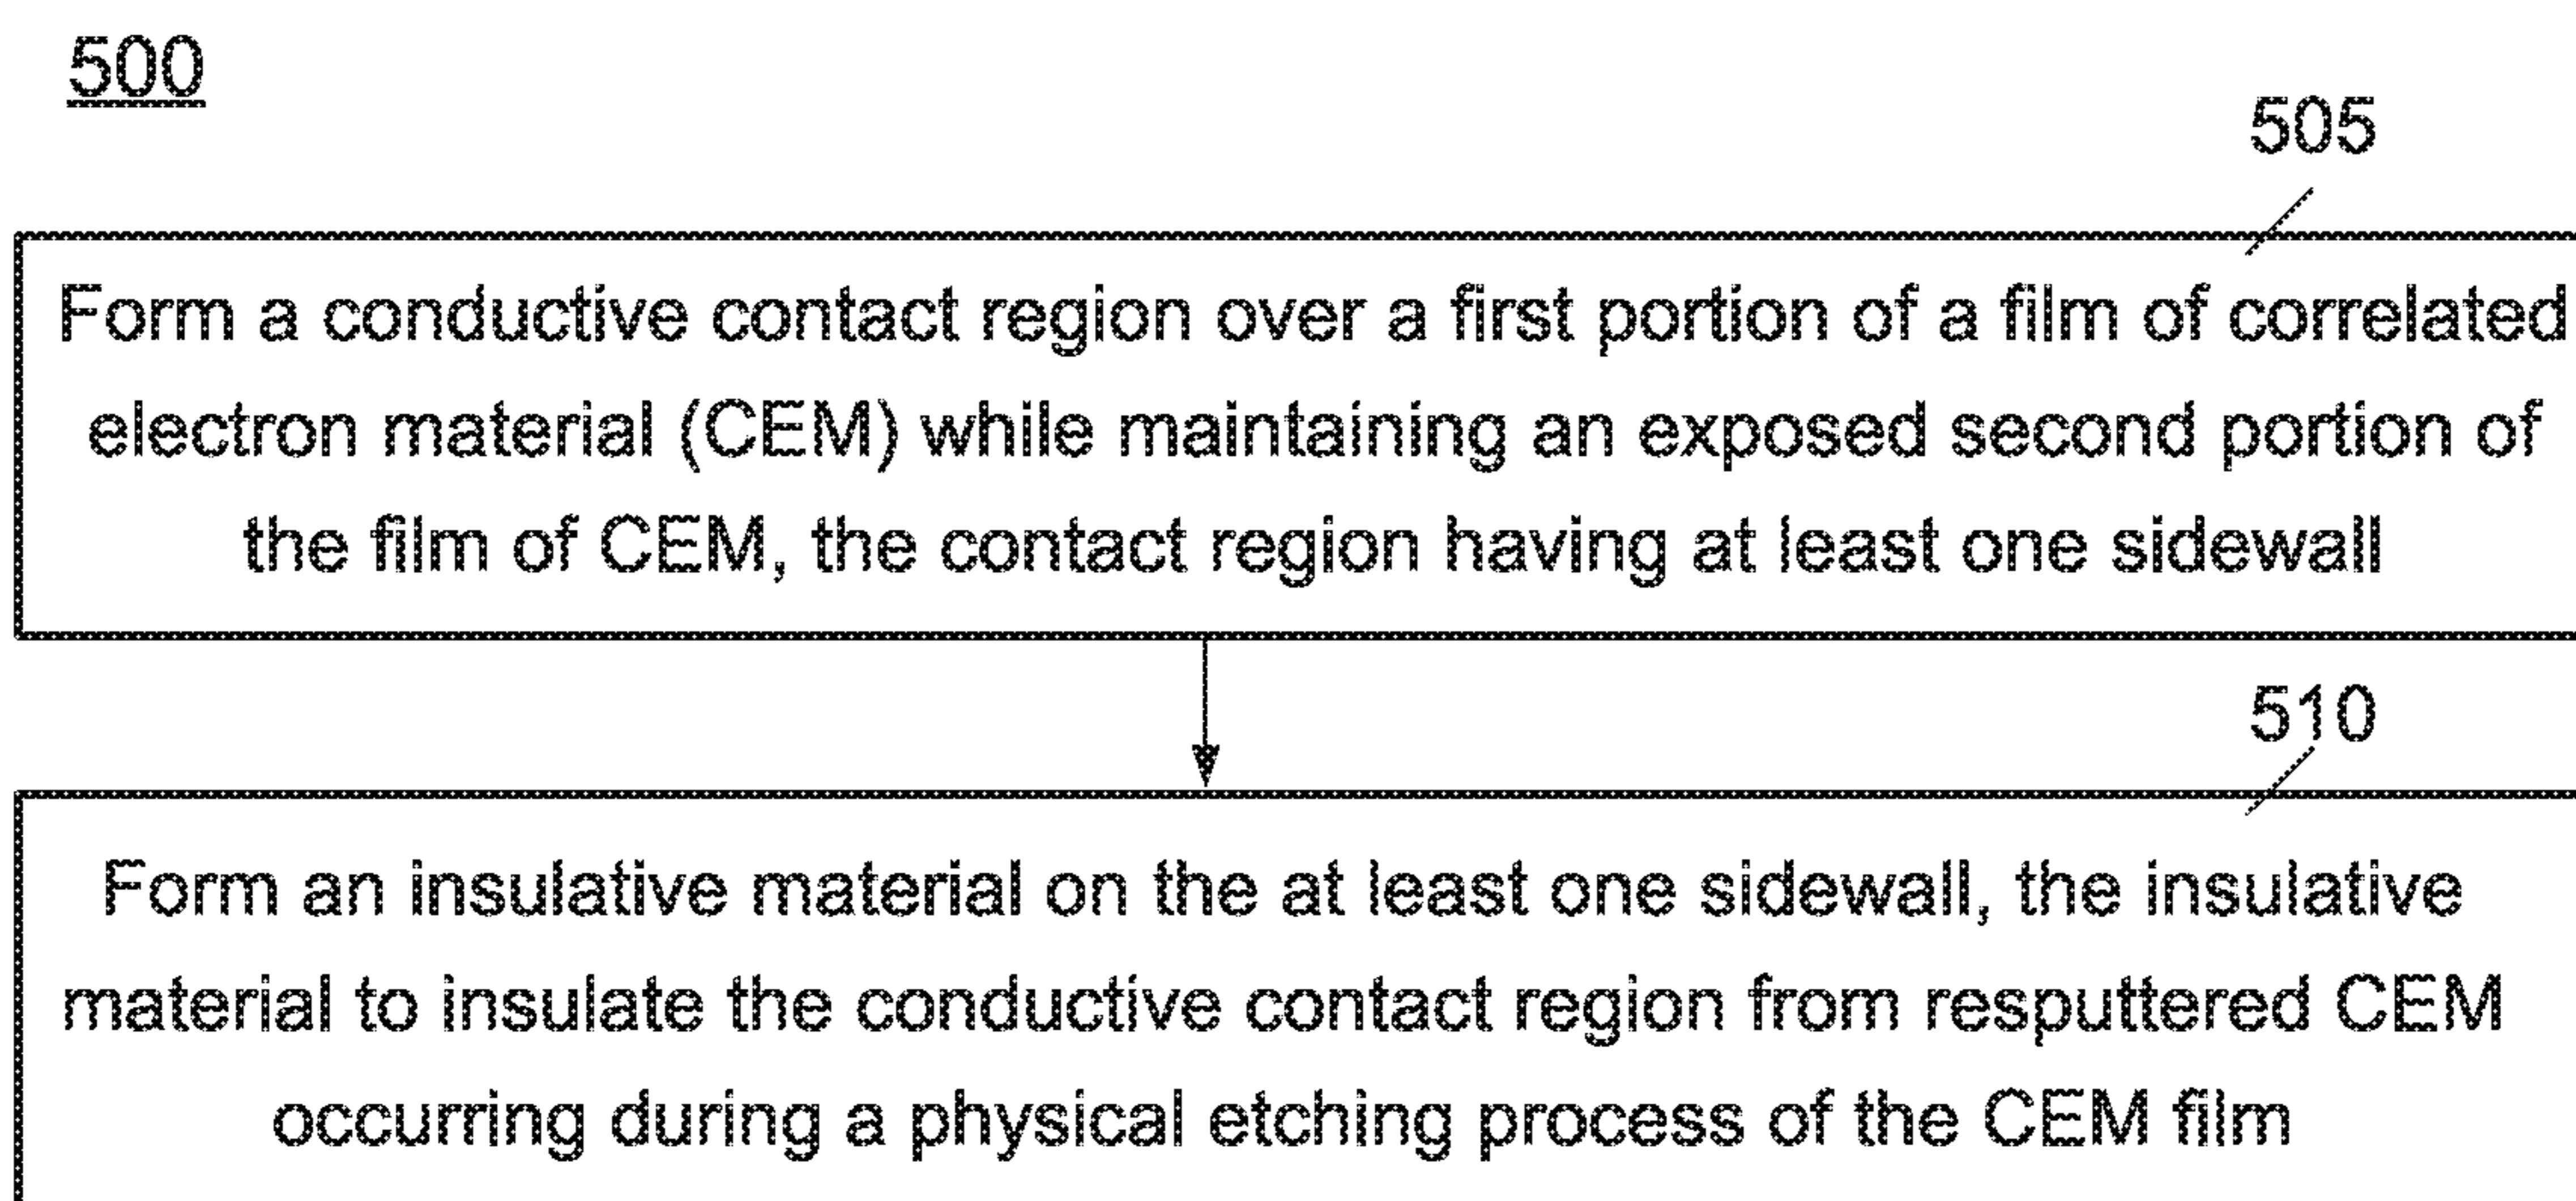 500
505
Form a conductive contact region over a first portion of a film of correlated
electron material (CEM) while maintaining an exposed second portion of
the film of CEM, the contact region having at least one sidewall
510
Form an insulative material on the at least one sidewall, the insulative
material to insulate the conductive contact region from resputtered CEM
occurring during a physical etching process of the CEM film